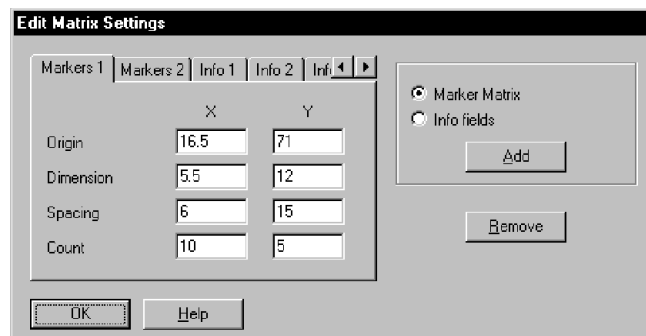 Edit Matrix Settings
Markers 1 Markers 2 Info 1 Info 2
X Y
Origin 16.5 71
Dimension 5.5 12
Spacing 6 15
Count 10 5
Marker Matrix
Info fields
Add
Remove
OK Help